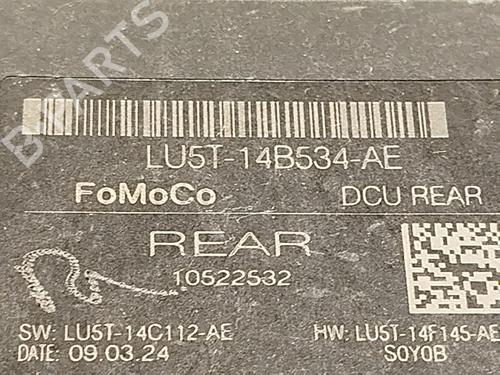 B-PARTS
LU5T-14B534-AE
FoMoCo DCU REAR
REAR
10522532
SW: LU5T-14C112-AE HW: LU5T-14F145-AE
DATE: 09.03.24 S0Y0B